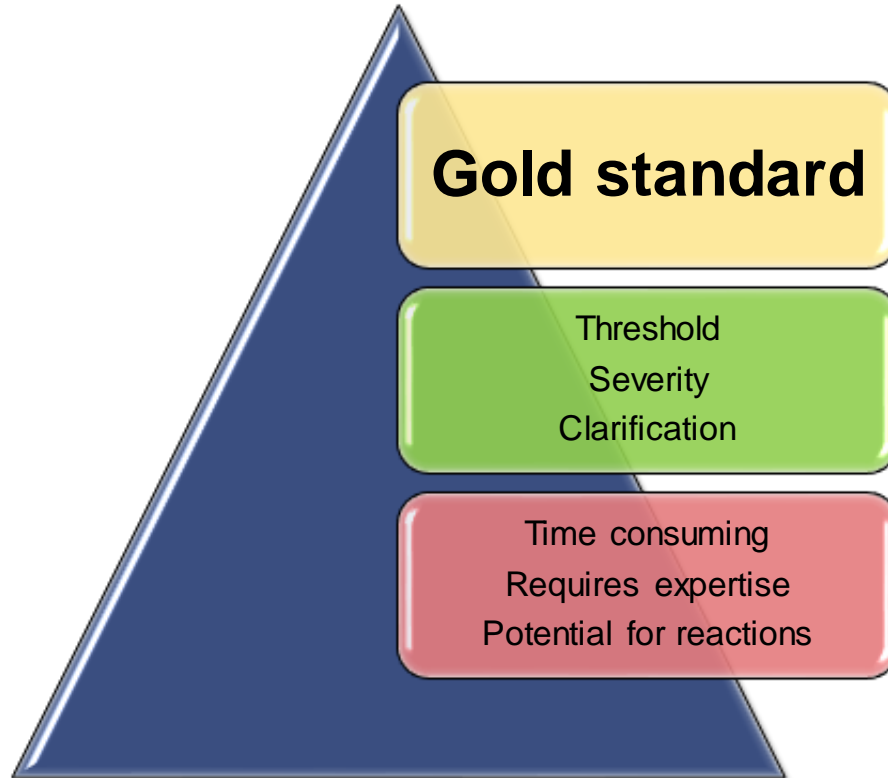 Gold standard
Threshold
Severity
Clarification
Time consuming
Requires expertise
Potential for reactions